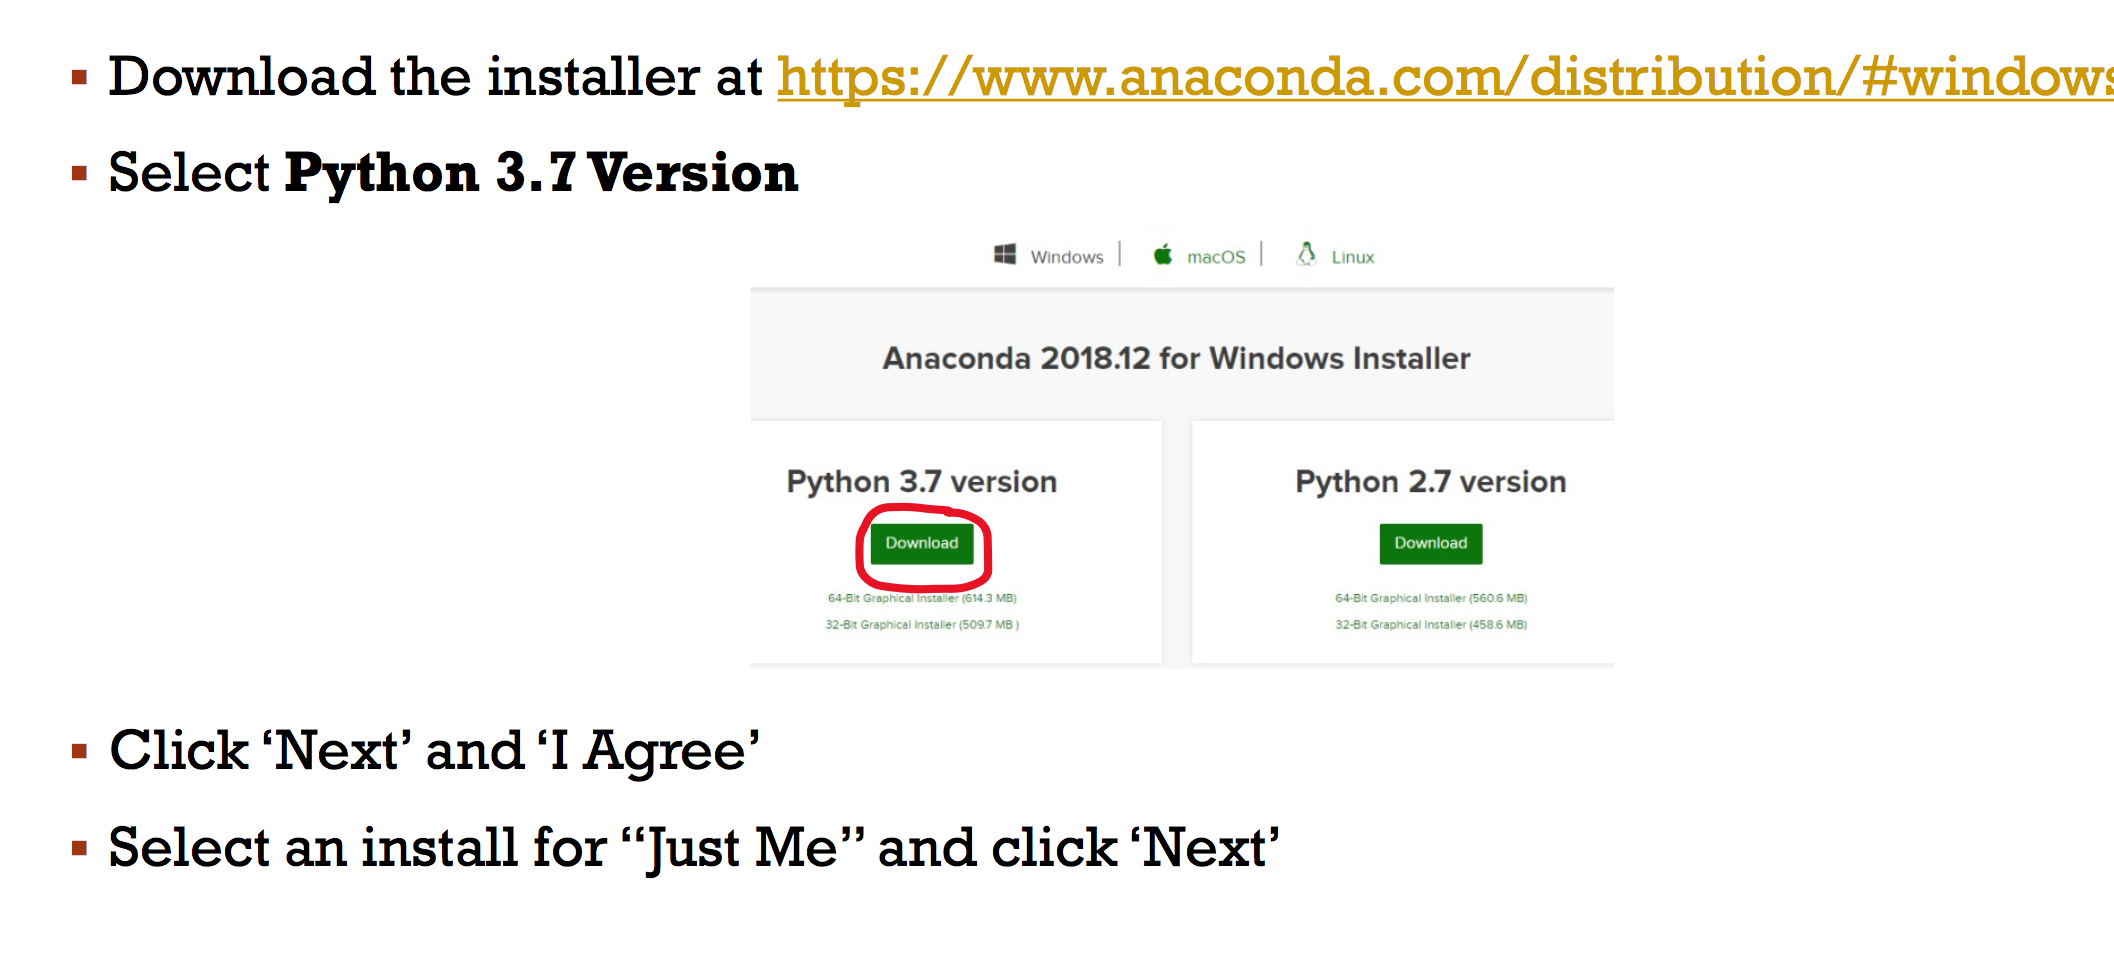 Download the installer at https://www.anaconda.com/distribution/#windows
Select Python 3.7 Version
Windows | macOS | Linux
Anaconda 2018.12 for Windows Installer
Python 3.7 version Python 2.7 version
Download Download
64-Bit Graphical Installer (614.3 MB) 64-Bit Graphical Installer (560.6 MB)
32-Bit Graphical Installer (509.7 MB ) 32-Bit Graphical Installer (458.6 MB)
Click ‘Next’ and ‘I Agree’
Select an install for “Just Me” and click ‘Next’